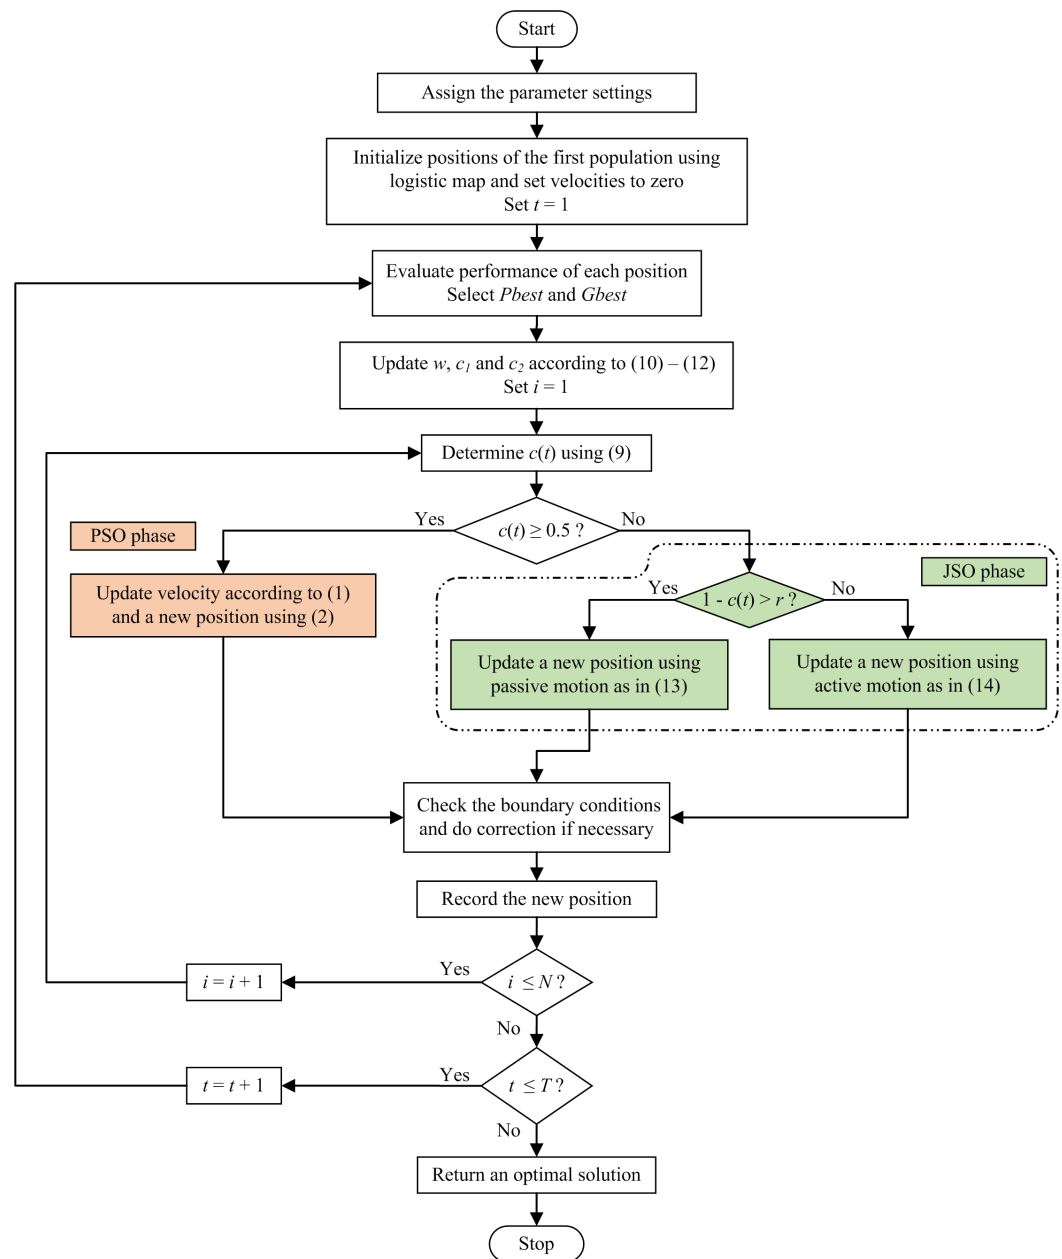 Start
Assign the parameter settings
Initialize positions of the first population using
logistic map and set velocities to zero
Set t = 1
Evaluate performance of each position
Select Pbest and Gbest
Update w, c₁ and c₂ according to (10) – (12)
Set i = 1
Determine c(t) using (9)
Yes
c(t) ≥ 0.5 ?
No
PSO phase
Update velocity according to (1)
and a new position using (2)
JSO phase
Yes
1 - c(t) > r ?
No
Update a new position using
passive motion as in (13)
Update a new position using
active motion as in (14)
Check the boundary conditions
and do correction if necessary
Record the new position
i ≤ N ?
Yes
i = i + 1
No
t ≤ T ?
Yes
t = t + 1
No
Return an optimal solution
Stop